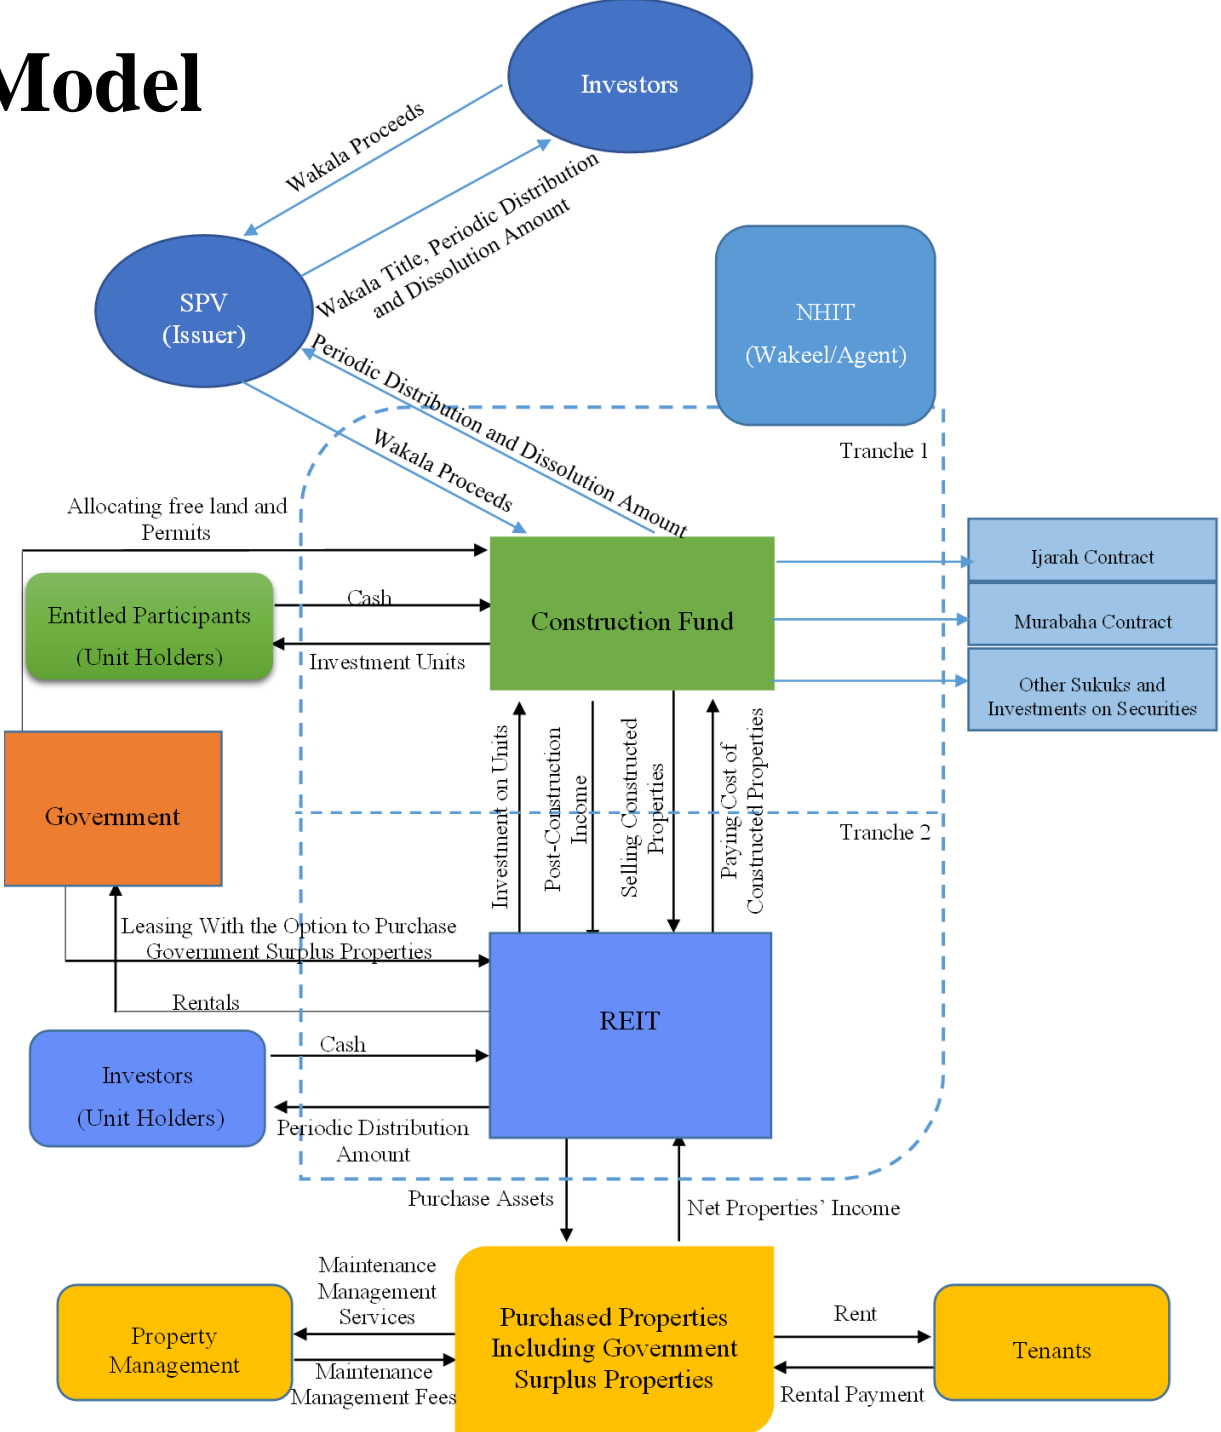 Model
Investors
Wakala Proceeds
Wakala Title, Periodic Distribution
and Dissolution Amount
SPV
(Issuer)
NHIT
(Wakeel/Agent)
Periodic Distribution and Dissolution Amount
Wakala Proceeds
Tranche 1
Allocating free land and
Permits
Ijarah Contract
Entitled Participants
(Unit Holders)
Cash
Investment Units
Construction Fund
Murabaha Contract
Other Sukuks and
Investments on Securities
Investment on Units
Post-Construction
Income
Selling Constructed
Properties
Paying Cost of
Constructed Properties
Government
Tranche 2
Leasing With the Option to Purchase
Government Surplus Properties
Rentals
REIT
Cash
Investors
(Unit Holders)
Periodic Distribution
Amount
Purchase Assets
Net Properties’ Income
Maintenance
Management
Services
Property
Management
Maintenance
Management Fees
Purchased Properties
Including Government
Surplus Properties
Rent
Rental Payment
Tenants